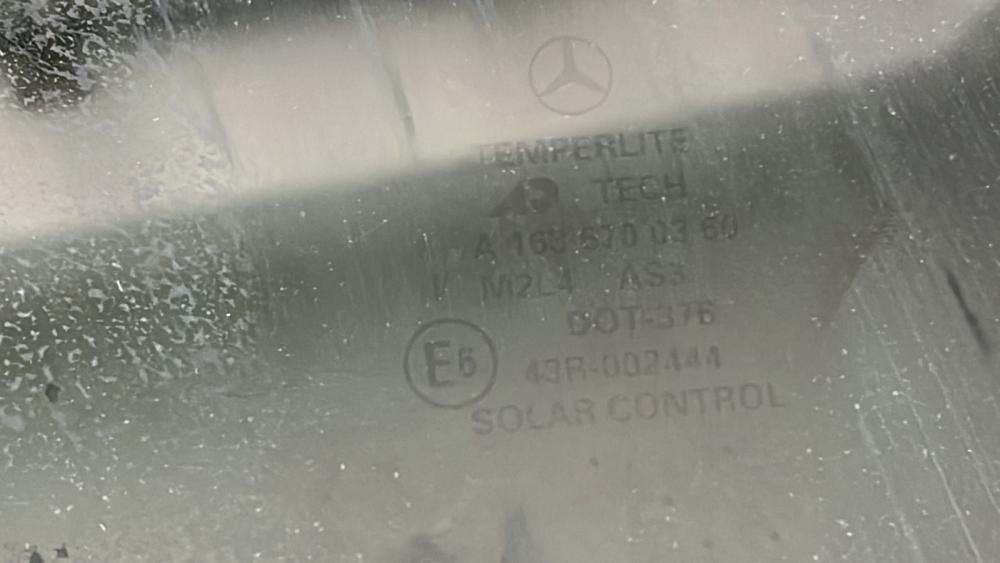 TEMPERLITE
TECH
A 163 670 03 50
M2L4 AS3
DOT-376
E6 43R-002444
SOLAR CONTROL